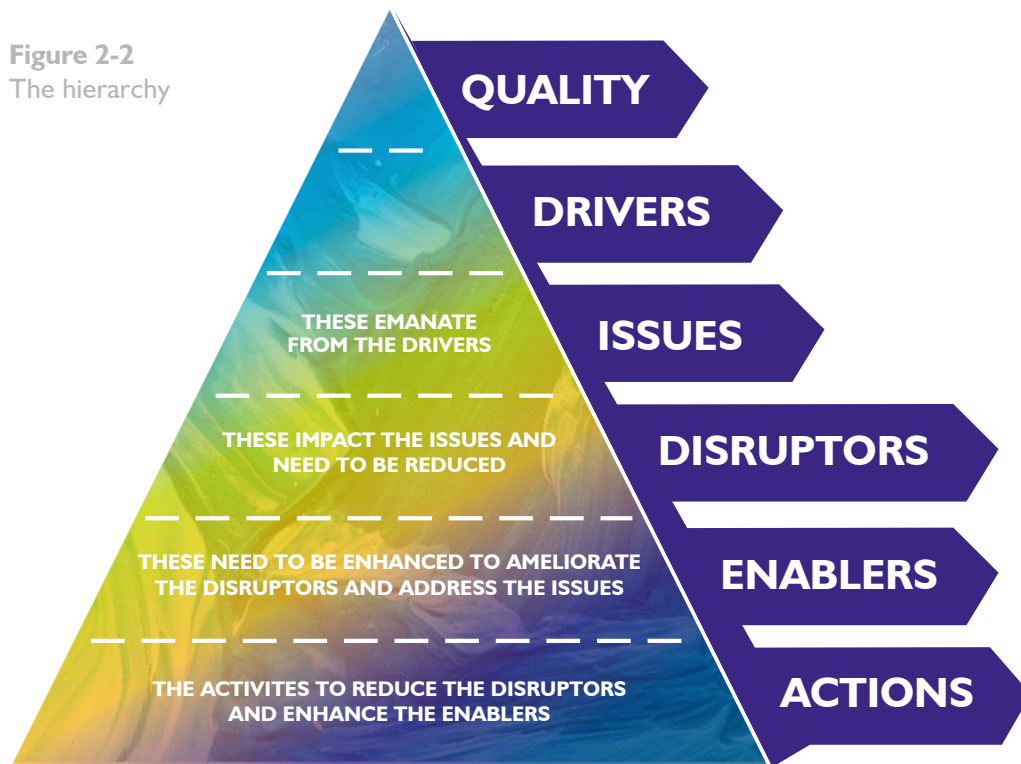 Figure 2-2
The hierarchy
QUALITY
DRIVERS
THESE EMANATE
FROM THE DRIVERS
ISSUES
THESE IMPACT THE ISSUES AND
NEED TO BE REDUCED
DISRUPTORS
THESE NEED TO BE ENHANCED TO AMELIORATE
THE DISRUPTORS AND ADDRESS THE ISSUES
ENABLERS
THE ACTIVITES TO REDUCE THE DISRUPTORS
AND ENHANCE THE ENABLERS
ACTIONS